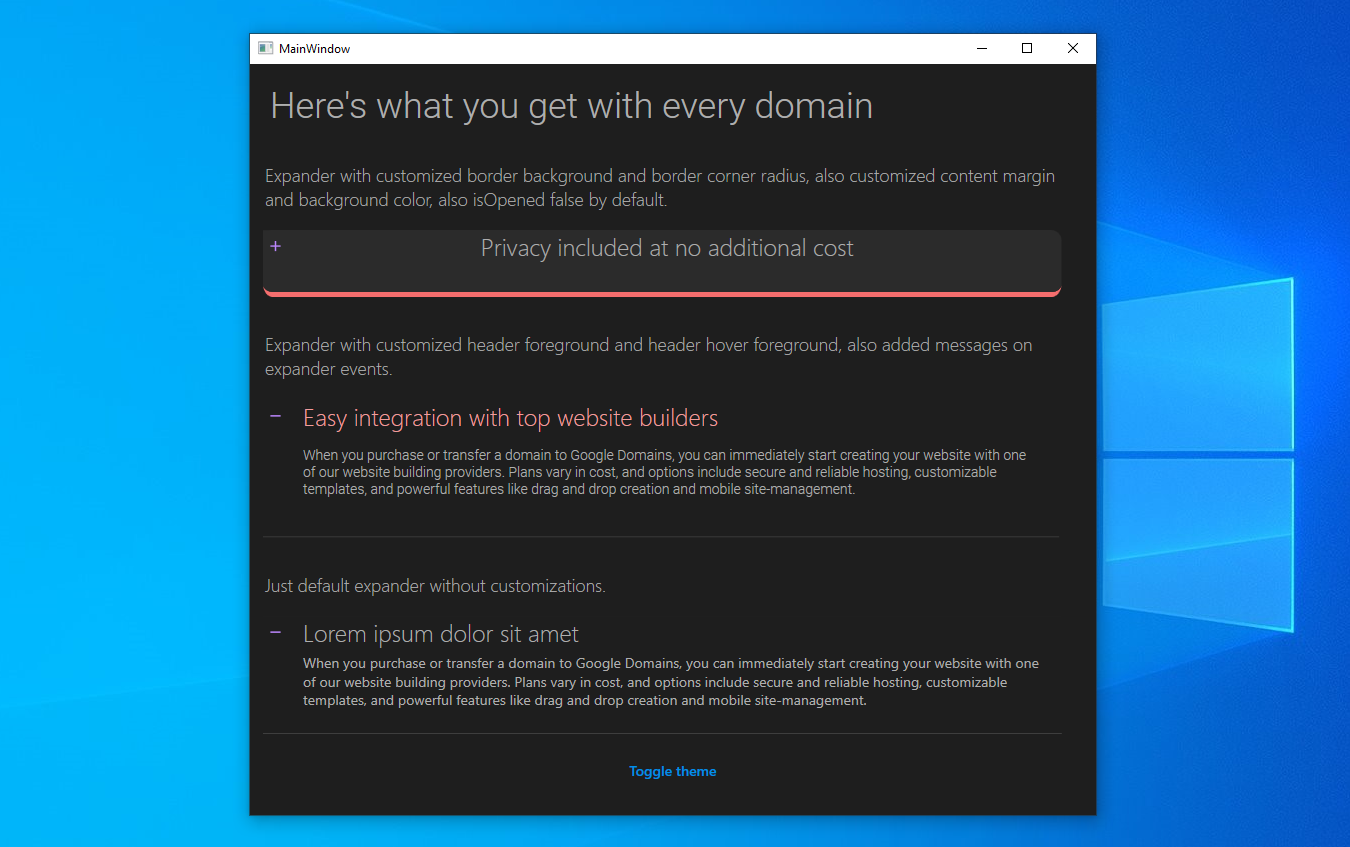 MainWindow
Here's what you get with every domain
Expander with customized border background and border corner radius, also customized content margin
and background color, also isOpened false by default.
+ Privacy included at no additional cost
Expander with customized header foreground and header hover foreground, also added messages on
expander events.
− Easy integration with top website builders
When you purchase or transfer a domain to Google Domains, you can immediately start creating your website with one
of our website building providers. Plans vary in cost, and options include secure and reliable hosting, customizable
templates, and powerful features like drag and drop creation and mobile site-management.
Just default expander without customizations.
− Lorem ipsum dolor sit amet
When you purchase or transfer a domain to Google Domains, you can immediately start creating your website with one
of our website building providers. Plans vary in cost, and options include secure and reliable hosting, customizable
templates, and powerful features like drag and drop creation and mobile site-management.
Toggle theme